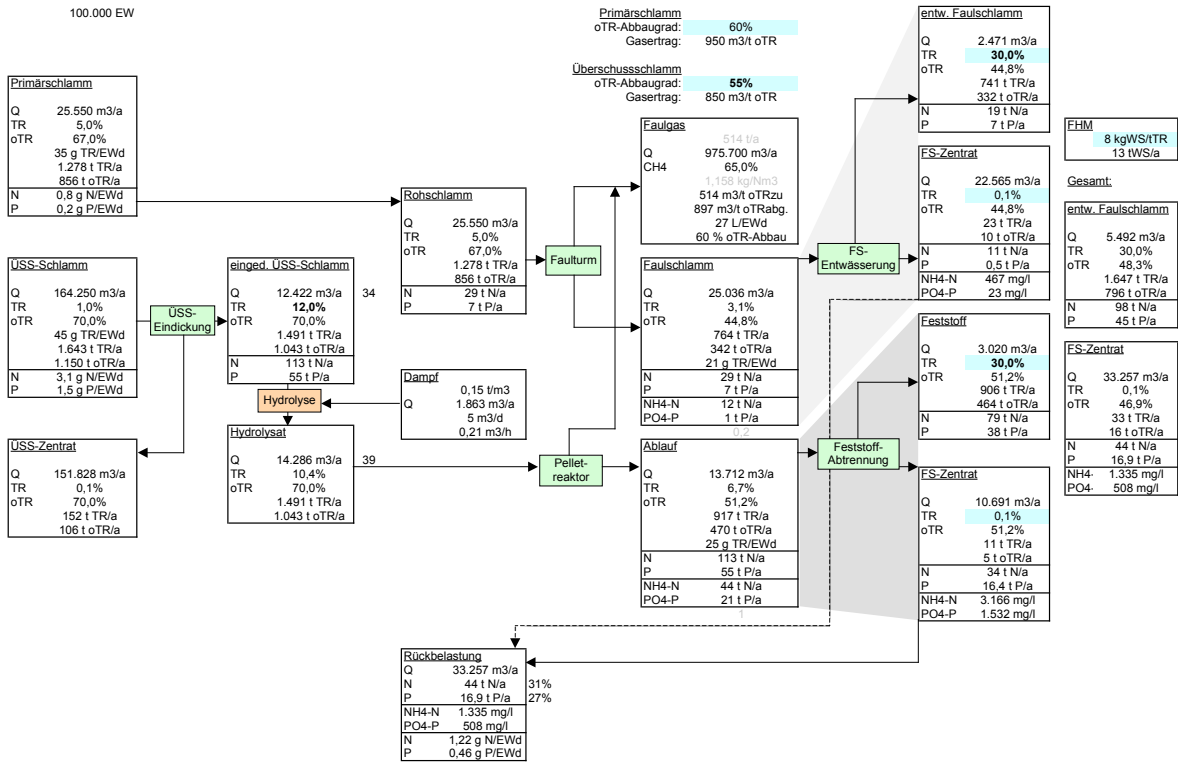 100.000 EW
Primärschlamm
oTR-Abbaugrad: 60%
Gasertrag: 950 m3/t oTR
Überschussschlamm
oTR-Abbaugrad: 55%
Gasertrag: 850 m3/t oTR
Primärschlamm
Q 25.550 m3/a
TR 5,0%
oTR 67,0%
35 g TR/EWd
1.278 t TR/a
856 t oTR/a
N 0,8 g N/EWd
P 0,2 g P/EWd
ÜSS-Schlamm
Q 164.250 m3/a
TR 1,0%
oTR 70,0%
45 g TR/EWd
1.643 t TR/a
1.150 t oTR/a
N 3,1 g N/EWd
P 1,5 g P/EWd
ÜSS-Eindickung
ÜSS-Zentrat
Q 151.828 m3/a
TR 0,1%
oTR 70,0%
152 t TR/a
106 t oTR/a
einged. ÜSS-Schlamm
Q 12.422 m3/a 34
TR 12,0%
oTR 70,0%
1.491 t TR/a
1.043 t oTR/a
N 113 t N/a
P 55 t P/a
Hydrolyse
Hydrolysat
Q 14.286 m3/a 39
TR 10,4%
oTR 70,0%
1.491 t TR/a
1.043 t oTR/a
Rohschlamm
Q 25.550 m3/a
TR 5,0%
oTR 67,0%
1.278 t TR/a
856 t oTR/a
N 29 t N/a
P 7 t P/a
Dampf
0,15 t/m3
Q 1.863 m3/a
5 m3/d
0,21 m3/h
Faulturm
Pellet-
reaktor
Faulgas
514 t/a
Q 975.700 m3/a
CH4 65,0%
1,158 kg/Nm3
514 m3/t oTRzu
897 m3/t oTRabg.
27 L/EWd
60 % oTR-Abbau
Faulschlamm
Q 25.036 m3/a
TR 3,1%
oTR 44,8%
764 t TR/a
342 t oTR/a
21 g TR/EWd
N 29 t N/a
P 7 t P/a
NH4-N 12 t N/a
PO4-P 1 t P/a
0,2
Ablauf
Q 13.712 m3/a
TR 6,7%
oTR 51,2%
917 t TR/a
470 t oTR/a
25 g TR/EWd
N 113 t N/a
P 55 t P/a
NH4-N 44 t N/a
PO4-P 21 t P/a
1
FS-
Entwässerung
Feststoff-
Abtrennung
entw. Faulschlamm
Q 2.471 m3/a
TR 30,0%
oTR 44,8%
741 t TR/a
332 t oTR/a
N 19 t N/a
P 7 t P/a
FS-Zentrat
Q 22.565 m3/a
TR 0,1%
oTR 44,8%
23 t TR/a
10 t oTR/a
N 11 t N/a
P 0,5 t P/a
NH4-N 467 mg/l
PO4-P 23 mg/l
Feststoff
Q 3.020 m3/a
TR 30,0%
oTR 51,2%
906 t TR/a
464 t oTR/a
N 79 t N/a
P 38 t P/a
FS-Zentrat
Q 10.691 m3/a
TR 0,1%
oTR 51,2%
11 t TR/a
5 t oTR/a
N 34 t N/a
P 16,4 t P/a
NH4-N 3.166 mg/l
PO4-P 1.532 mg/l
FHM
8 kgWS/tTR
13 tWS/a
Gesamt:
entw. Faulschlamm
Q 5.492 m3/a
TR 30,0%
oTR 48,3%
1.647 t TR/a
796 t oTR/a
N 98 t N/a
P 45 t P/a
FS-Zentrat
Q 33.257 m3/a
TR 0,1%
oTR 46,9%
33 t TR/a
16 t oTR/a
N 44 t N/a
P 16,9 t P/a
NH4- 1.335 mg/l
PO4- 508 mg/l
Rückbelastung
Q 33.257 m3/a
N 44 t N/a 31%
P 16,9 t P/a 27%
NH4-N 1.335 mg/l
PO4-P 508 mg/l
N 1,22 g N/EWd
P 0,46 g P/EWd